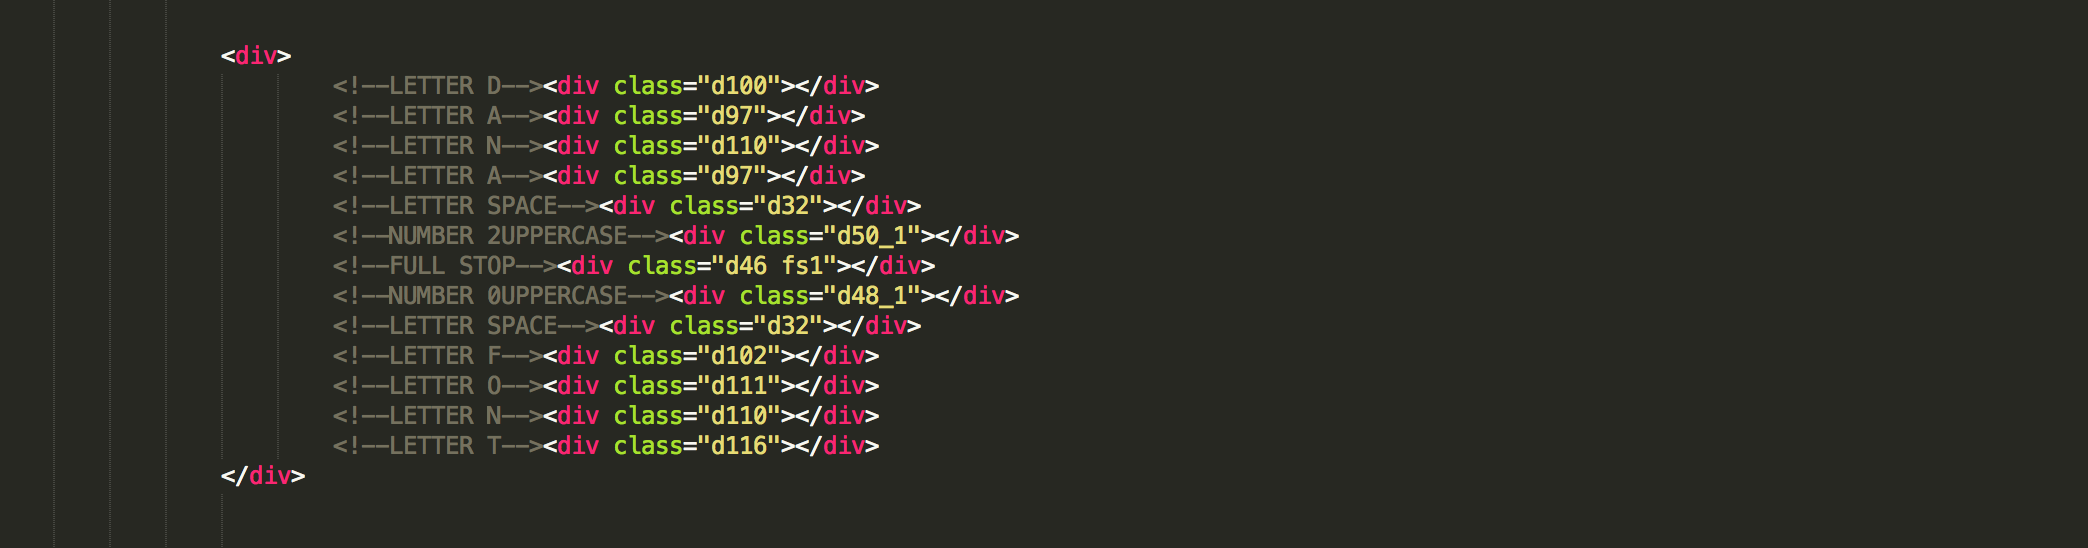 <div>
<!--LETTER D--><div class="d100"></div>
<!--LETTER A--><div class="d97"></div>
<!--LETTER N--><div class="d110"></div>
<!--LETTER A--><div class="d97"></div>
<!--LETTER SPACE--><div class="d32"></div>
<!--NUMBER 2UPPERCASE--><div class="d50_1"></div>
<!--FULL STOP--><div class="d46 fs1"></div>
<!--NUMBER 0UPPERCASE--><div class="d48_1"></div>
<!--LETTER SPACE--><div class="d32"></div>
<!--LETTER F--><div class="d102"></div>
<!--LETTER O--><div class="d111"></div>
<!--LETTER N--><div class="d110"></div>
<!--LETTER T--><div class="d116"></div>
</div>